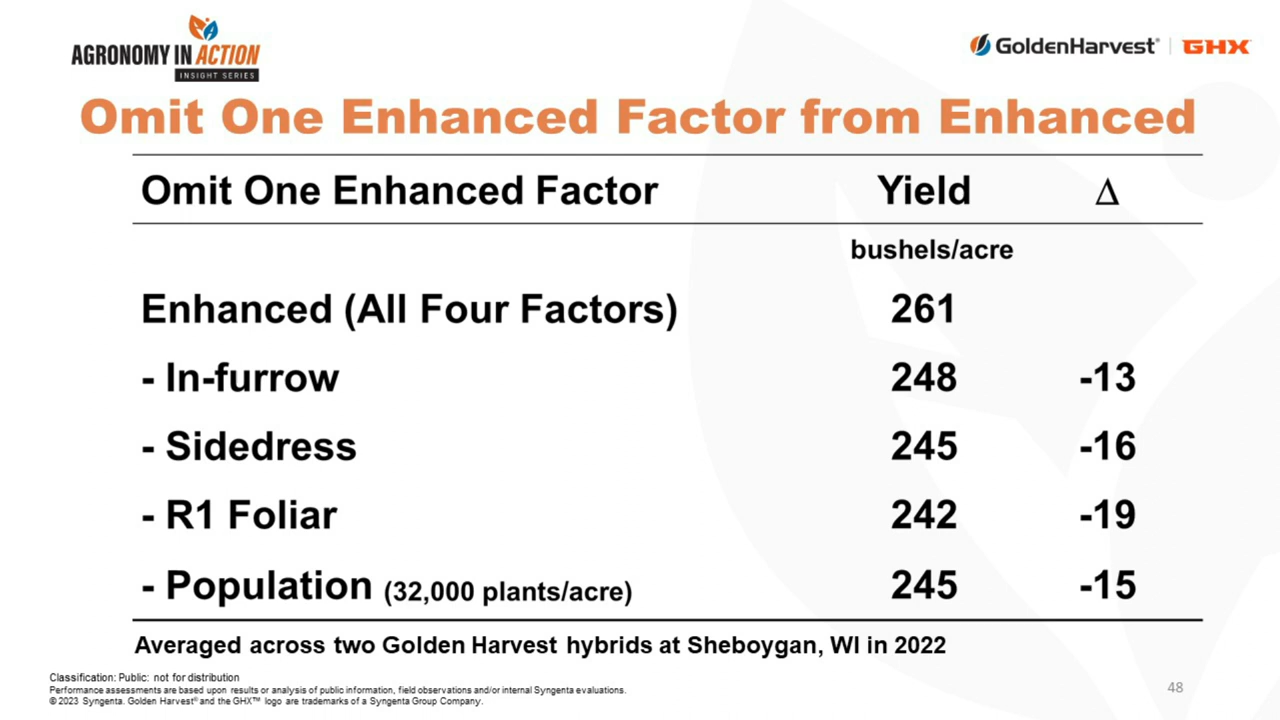 AGRONOMY IN ACTION
INSIGHT SERIES
GoldenHarvest® | GHX™
Omit One Enhanced Factor from Enhanced
Omit One Enhanced Factor Yield Δ
bushels/acre
Enhanced (All Four Factors) 261
- In-furrow 248 -13
- Sidedress 245 -16
- R1 Foliar 242 -19
- Population (32,000 plants/acre) 245 -15
Averaged across two Golden Harvest hybrids at Sheboygan, WI in 2022
Classification: Public: not for distribution
Performance assessments are based upon results or analysis of public information, field observations and/or internal Syngenta evaluations.
© 2023 Syngenta. Golden Harvest® and the GHX™ logo are trademarks of a Syngenta Group Company.
48